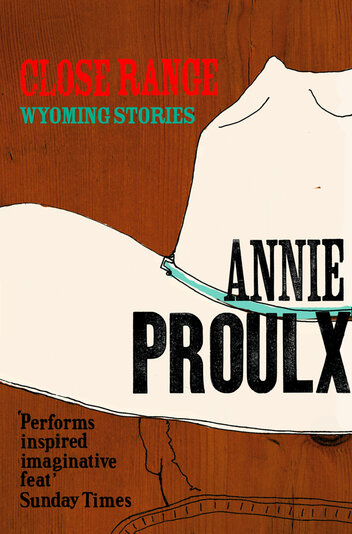 CLOSE RANGE
WYOMING STORIES
ANNIE
PROULX
‘Performs
inspired
imaginative
feat’
Sunday Times